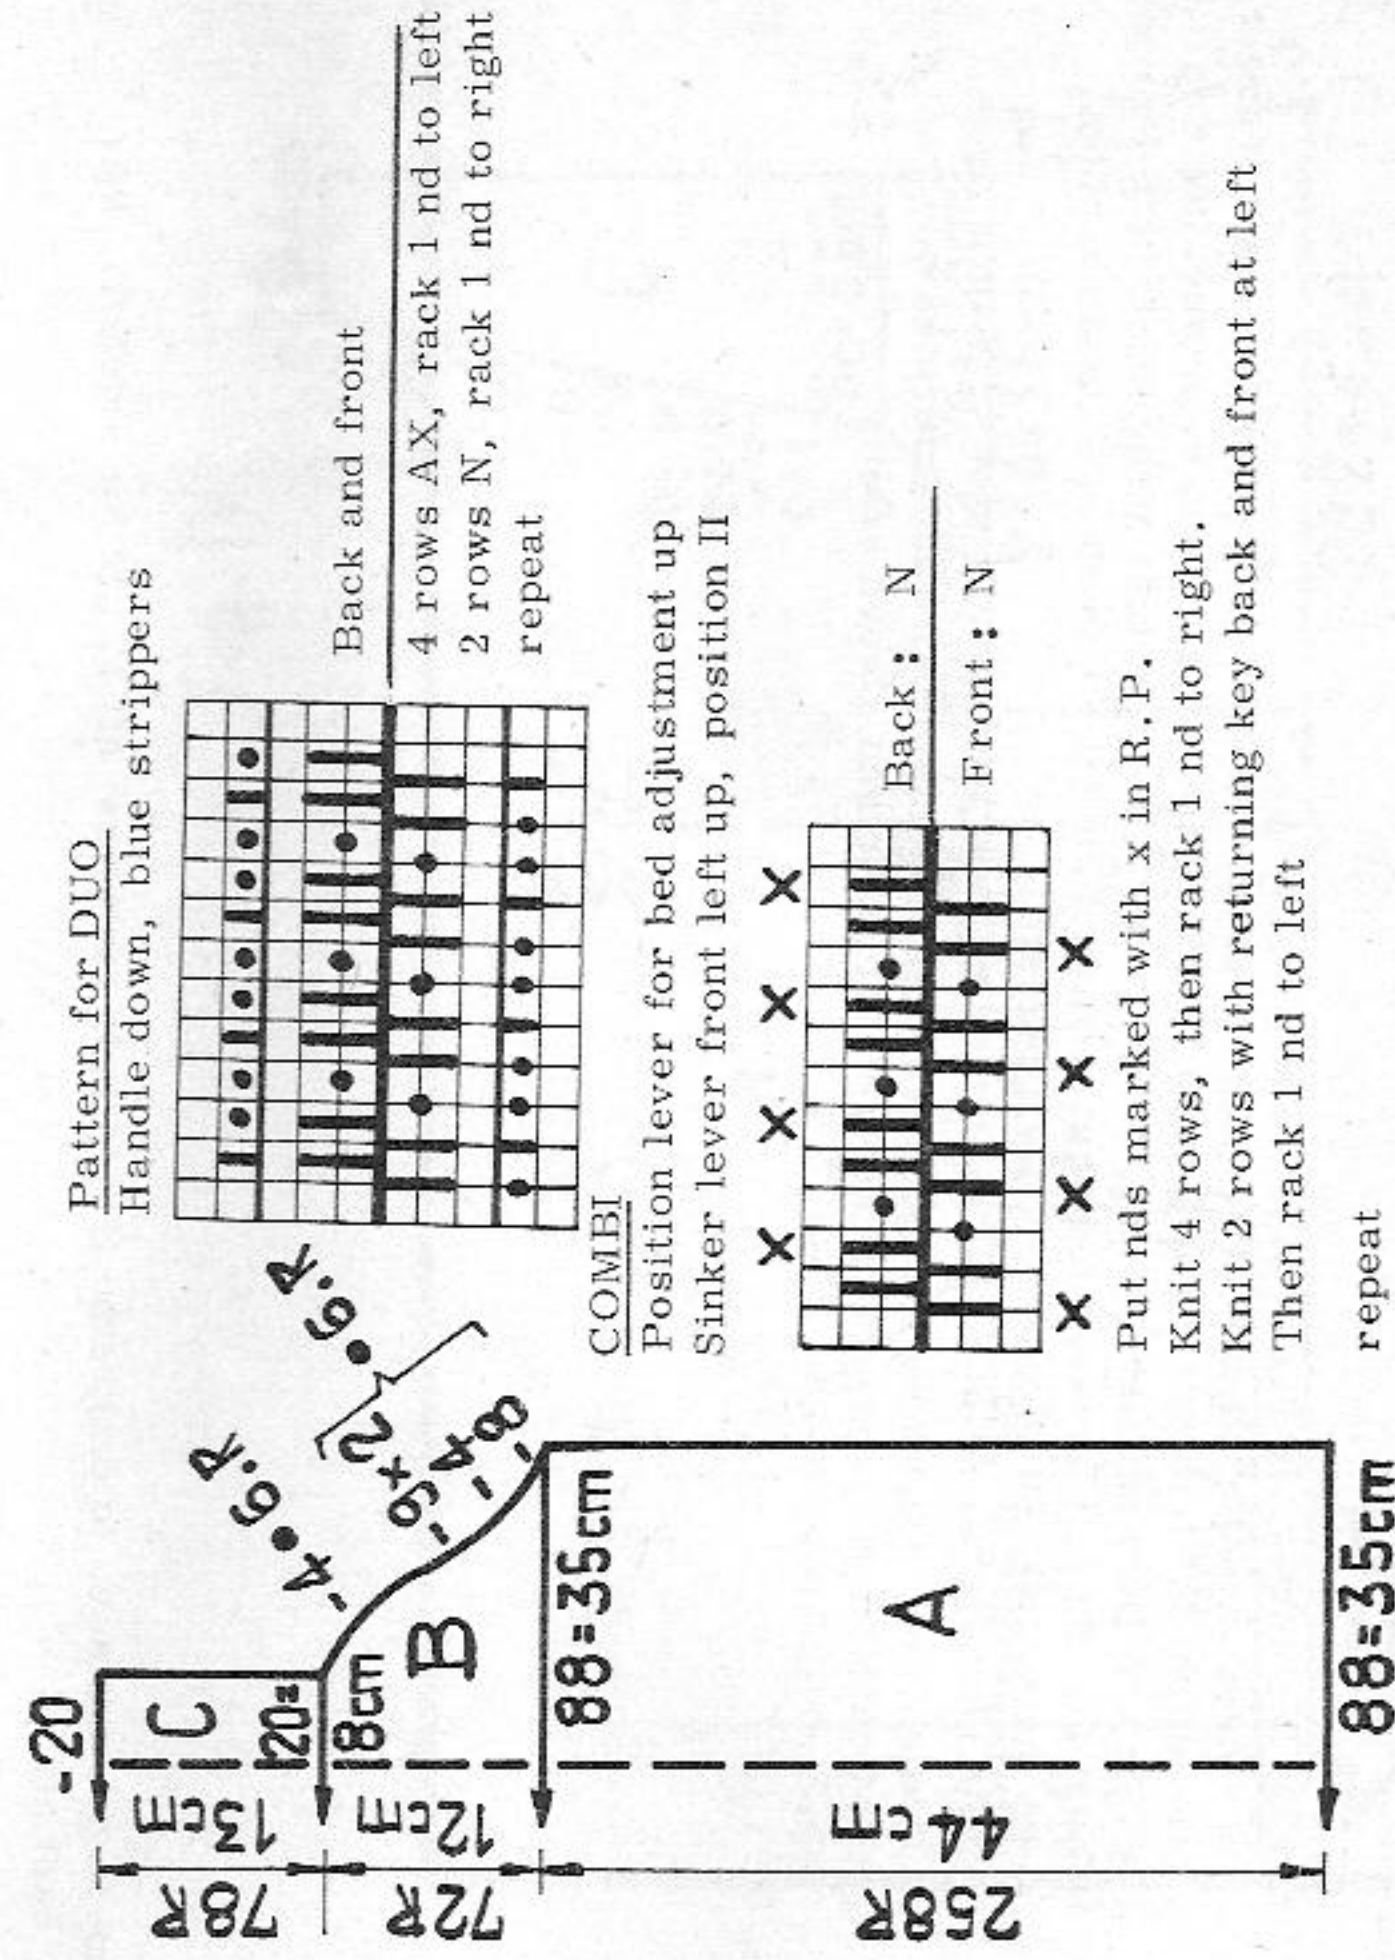 Pattern for DUO
Handle down, blue strippers
Back and front
4 rows AX, rack 1 nd to left
2 rows N, rack 1 nd to right
repeat
COMBI
Position lever for bed adjustment up
Sinker lever front left up, position II
x x x x
Back : N
Front : N
x x x x
Put nds marked with x in R.P.
Knit 4 rows, then rack 1 nd to right.
Knit 2 rows with returning key back and front at left
Then rack 1 nd to left
repeat
-20
C
20=
8cm
B
88=35cm
A
88=35cm
-4•6.R
-(9×2)•6.R
-4
-8
13cm
12cm
44cm
78R
72R
258R